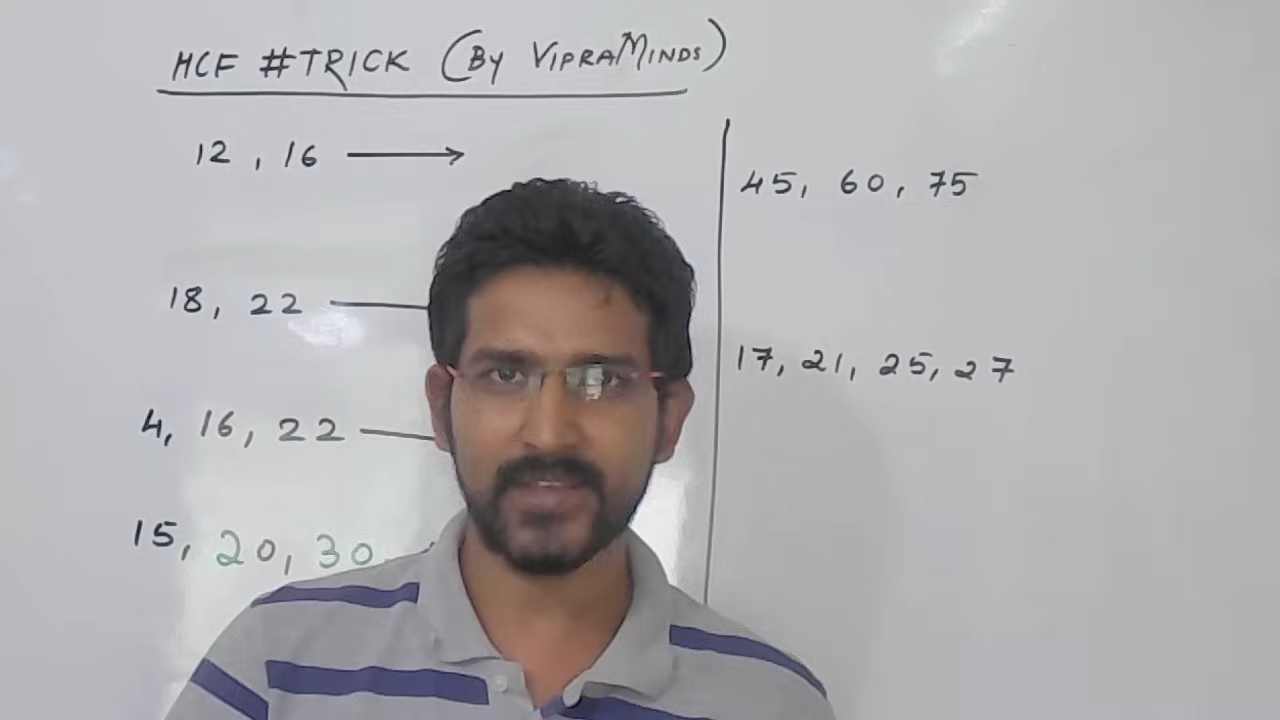 HCF #TRICK (By VIPRAMINDS)
12, 16
18, 22
4, 16, 22
15, 20, 30
45, 60, 75
17, 21, 25, 27